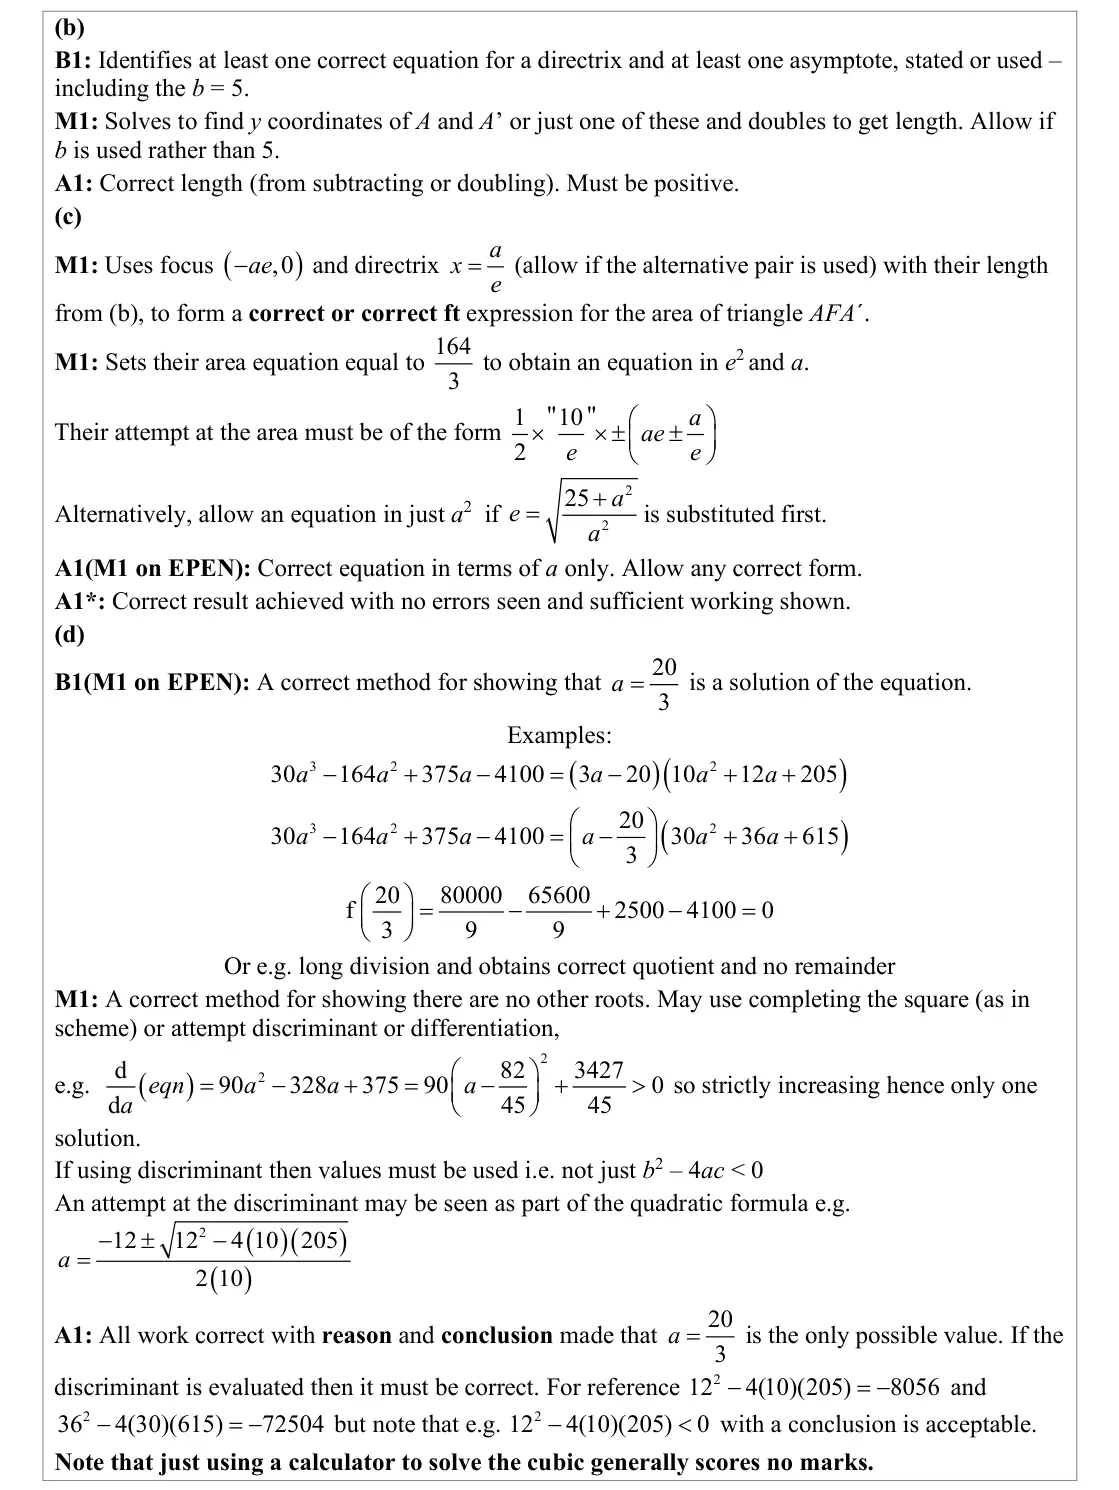 (b)
B1: Identifies at least one correct equation for a directrix and at least one asymptote, stated or used –
including the b = 5.
M1: Solves to find y coordinates of A and A’ or just one of these and doubles to get length. Allow if
b is used rather than 5.
A1: Correct length (from subtracting or doubling). Must be positive.
(c)
M1: Uses focus (−ae, 0) and directrix x = a/e (allow if the alternative pair is used) with their length
from (b), to form a correct or correct ft expression for the area of triangle AFA´.
M1: Sets their area equation equal to 164/3 to obtain an equation in e² and a.
Their attempt at the area must be of the form 1/2 × "10"/e × ±(ae ± a/e)
Alternatively, allow an equation in just a² if e = √((25 + a²)/a²) is substituted first.
A1(M1 on EPEN): Correct equation in terms of a only. Allow any correct form.
A1*: Correct result achieved with no errors seen and sufficient working shown.
(d)
B1(M1 on EPEN): A correct method for showing that a = 20/3 is a solution of the equation.
Examples:
30a³ − 164a² + 375a − 4100 = (3a − 20)(10a² + 12a + 205)
30a³ − 164a² + 375a − 4100 = (a − 20/3)(30a² + 36a + 615)
f(20/3) = 80000/9 − 65600/9 + 2500 − 4100 = 0
Or e.g. long division and obtains correct quotient and no remainder
M1: A correct method for showing there are no other roots. May use completing the square (as in
scheme) or attempt discriminant or differentiation,
e.g. d/da (eqn) = 90a² − 328a + 375 = 90(a − 82/45)² + 3427/45 > 0 so strictly increasing hence only one
solution.
If using discriminant then values must be used i.e. not just b² – 4ac < 0
An attempt at the discriminant may be seen as part of the quadratic formula e.g.
a = (−12 ± √(12² − 4(10)(205)))/(2(10))
A1: All work correct with reason and conclusion made that a = 20/3 is the only possible value. If the
discriminant is evaluated then it must be correct. For reference 12² − 4(10)(205) = −8056 and
36² − 4(30)(615) = −72504 but note that e.g. 12² − 4(10)(205) < 0 with a conclusion is acceptable.
Note that just using a calculator to solve the cubic generally scores no marks.